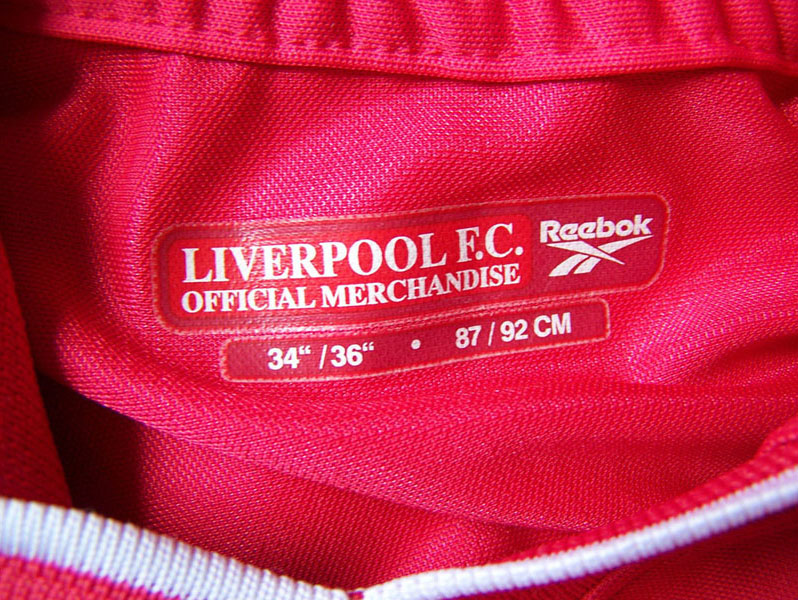 LIVERPOOL F.C.
OFFICIAL MERCHANDISE
Reebok
34“ / 36“ • 87 / 92 CM